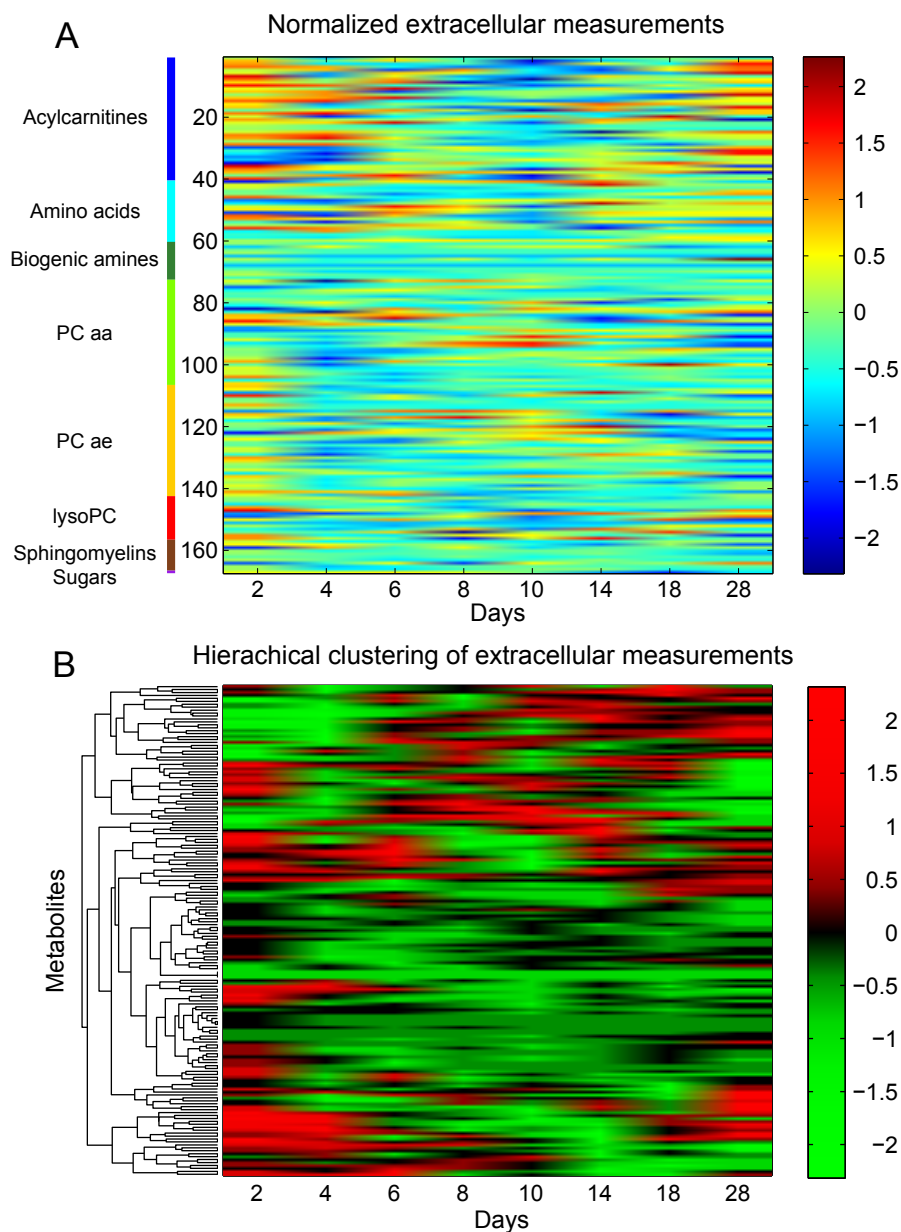 A
Normalized extracellular measurements
Acylcarnitines
Amino acids
Biogenic amines
PC aa
PC ae
lysoPC
Sphingomyelins
Sugars
20
40
60
80
100
120
140
160
2 4 6 8 10 14 18 28
Days
2
1.5
1
0.5
0
−0.5
−1
−1.5
−2
B
Hierachical clustering of extracellular measurements
Metabolites
2 4 6 8 10 14 18 28
Days
2
1.5
1
0.5
0
−0.5
−1
−1.5
−2